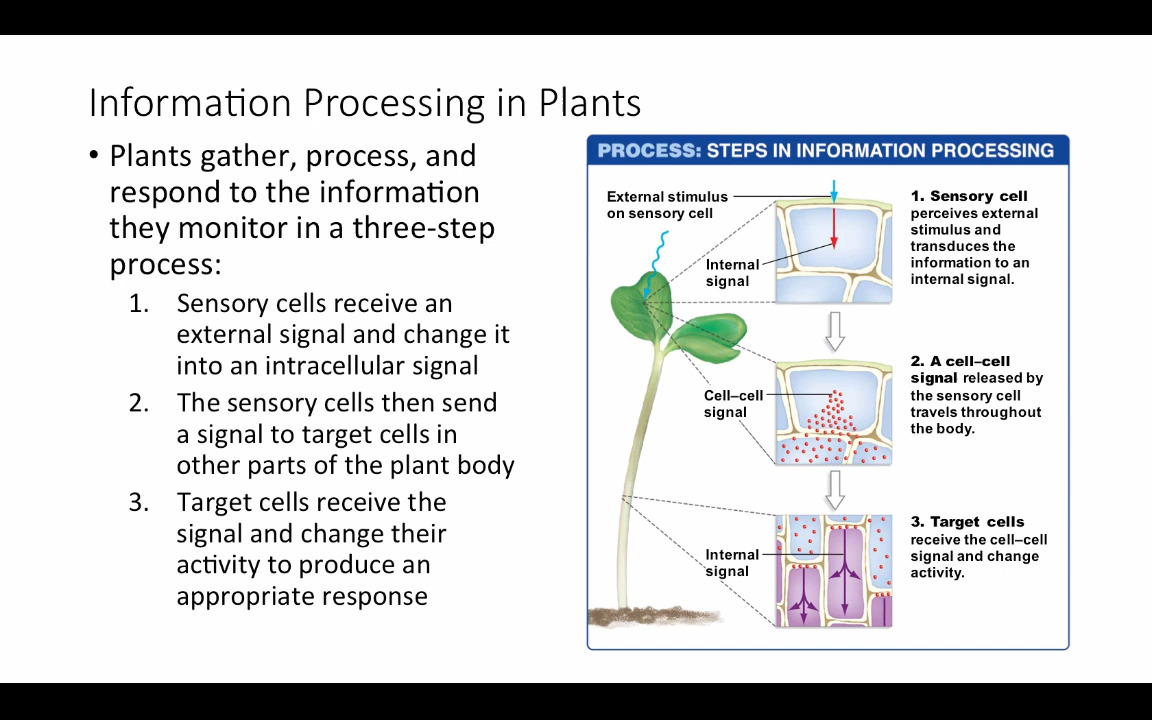 Information Processing in Plants
• Plants gather, process, and
respond to the information
they monitor in a three-step
process:
1. Sensory cells receive an
external signal and change it
into an intracellular signal
2. The sensory cells then send
a signal to target cells in
other parts of the plant body
3. Target cells receive the
signal and change their
activity to produce an
appropriate response
PROCESS: STEPS IN INFORMATION PROCESSING
External stimulus
on sensory cell
Internal
signal
1. Sensory cell
perceives external
stimulus and
transduces the
information to an
internal signal.
Cell–cell
signal
2. A cell–cell
signal released by
the sensory cell
travels throughout
the body.
Internal
signal
3. Target cells
receive the cell–cell
signal and change
activity.